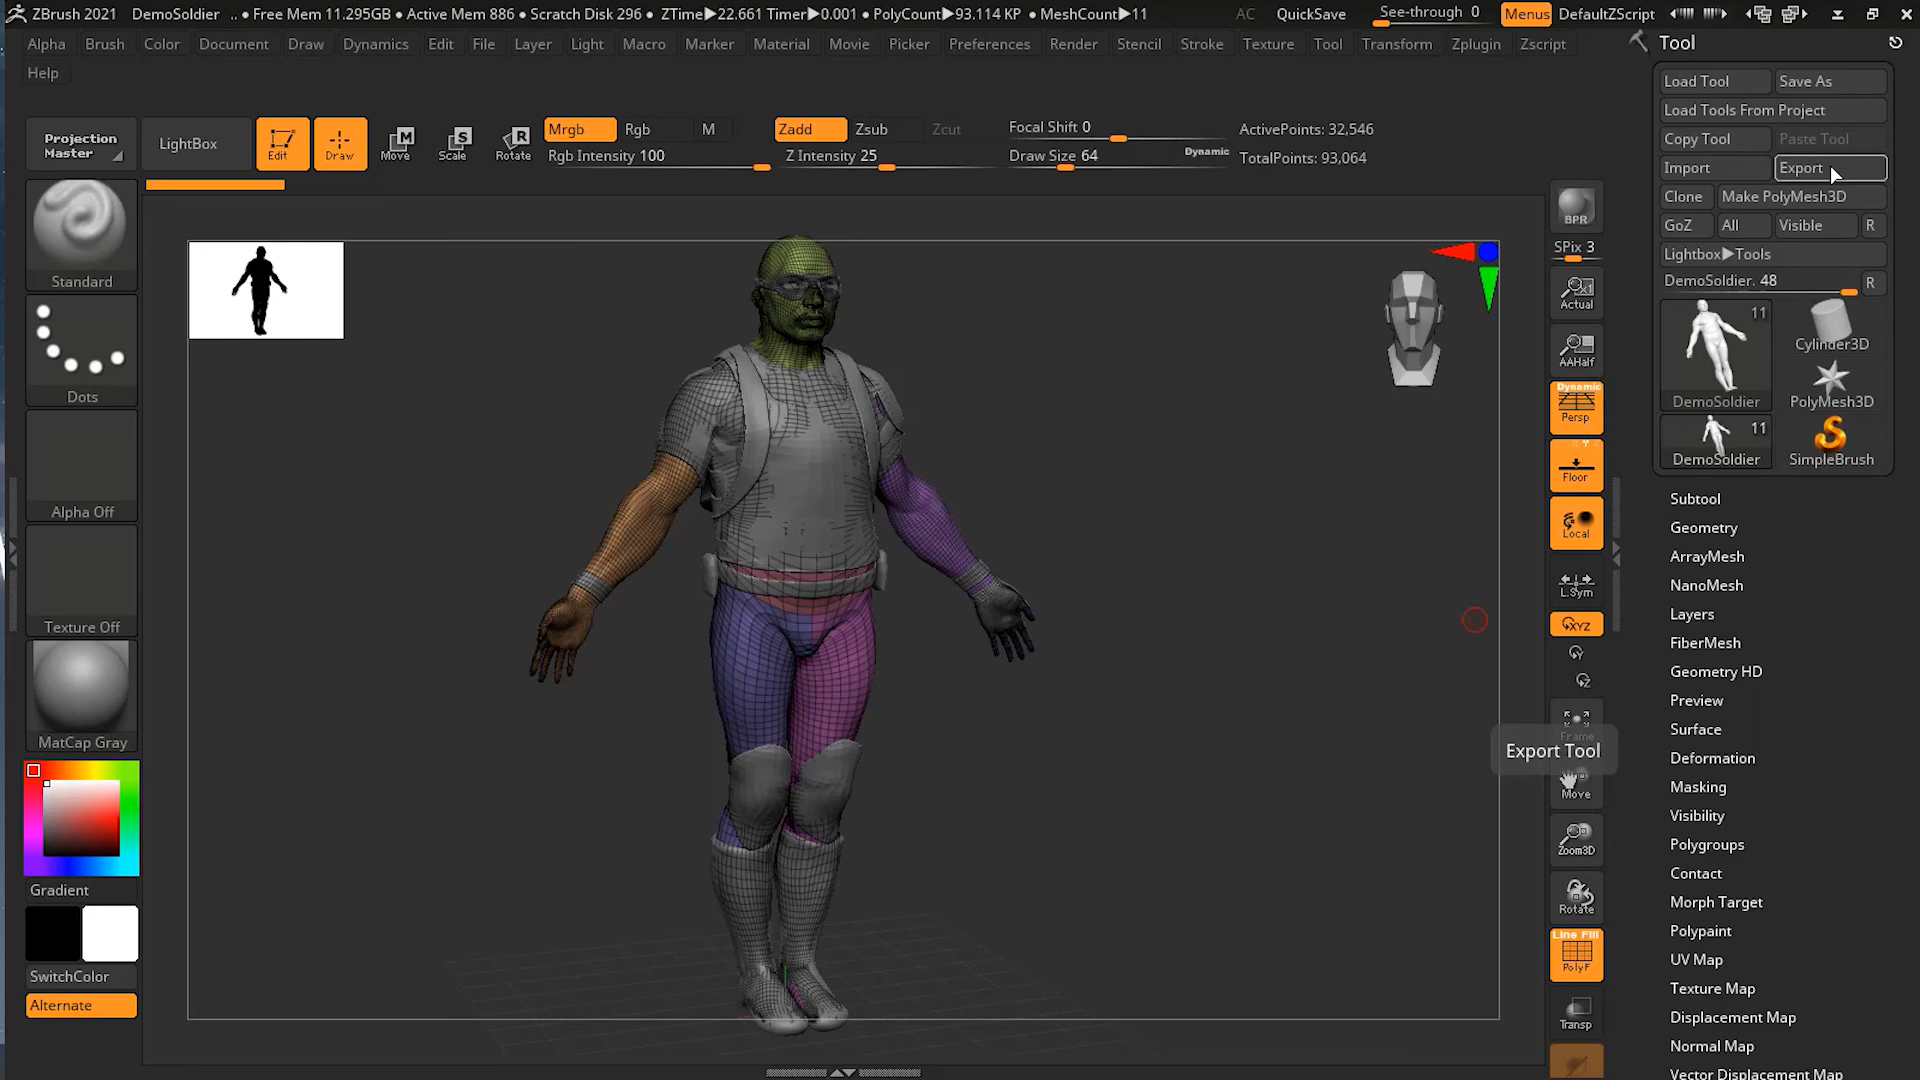 ZBrush 2021 DemoSoldier .. ● Free Mem 11.295GB ● Active Mem 886 ● Scratch Disk 296 ● ZTime▶22.661 Timer▶0.001 ● PolyCount▶93.114 KP ● MeshCount▶11 AC QuickSave See-through 0 Menus DefaultZScript
Alpha Brush Color Document Draw Dynamics Edit File Layer Light Macro Marker Material Movie Picker Preferences Render Stencil Stroke Texture Tool Transform Zplugin Zscript
Help
Projection Master
LightBox
Edit
Draw
M
Move
S
Scale
R
Rotate
Mrgb Rgb M
Rgb Intensity 100
Zadd Zsub Zcut
Z Intensity 25
Focal Shift 0
Draw Size 64
Dynamic
ActivePoints: 32,546
TotalPoints: 93,064
Standard
Dots
Alpha Off
Texture Off
MatCap Gray
Gradient
SwitchColor
Alternate
BPR
SPix 3
x1
Actual
AAHalf
Dynamic
Persp
Floor
Local
L.Sym
XYZ
Y
Z
Frame
Export Tool
Move
Zoom3D
Rotate
Line Fill
PolyF
Transp
Tool
Load Tool Save As
Load Tools From Project
Copy Tool Paste Tool
Import Export
Clone Make PolyMesh3D
GoZ All Visible R
Lightbox▶Tools
DemoSoldier. 48 R
11
DemoSoldier
Cylinder3D
PolyMesh3D
11
DemoSoldier
SimpleBrush
Subtool
Geometry
ArrayMesh
NanoMesh
Layers
FiberMesh
Geometry HD
Preview
Surface
Deformation
Masking
Visibility
Polygroups
Contact
Morph Target
Polypaint
UV Map
Texture Map
Displacement Map
Normal Map
Vector Displacement Map